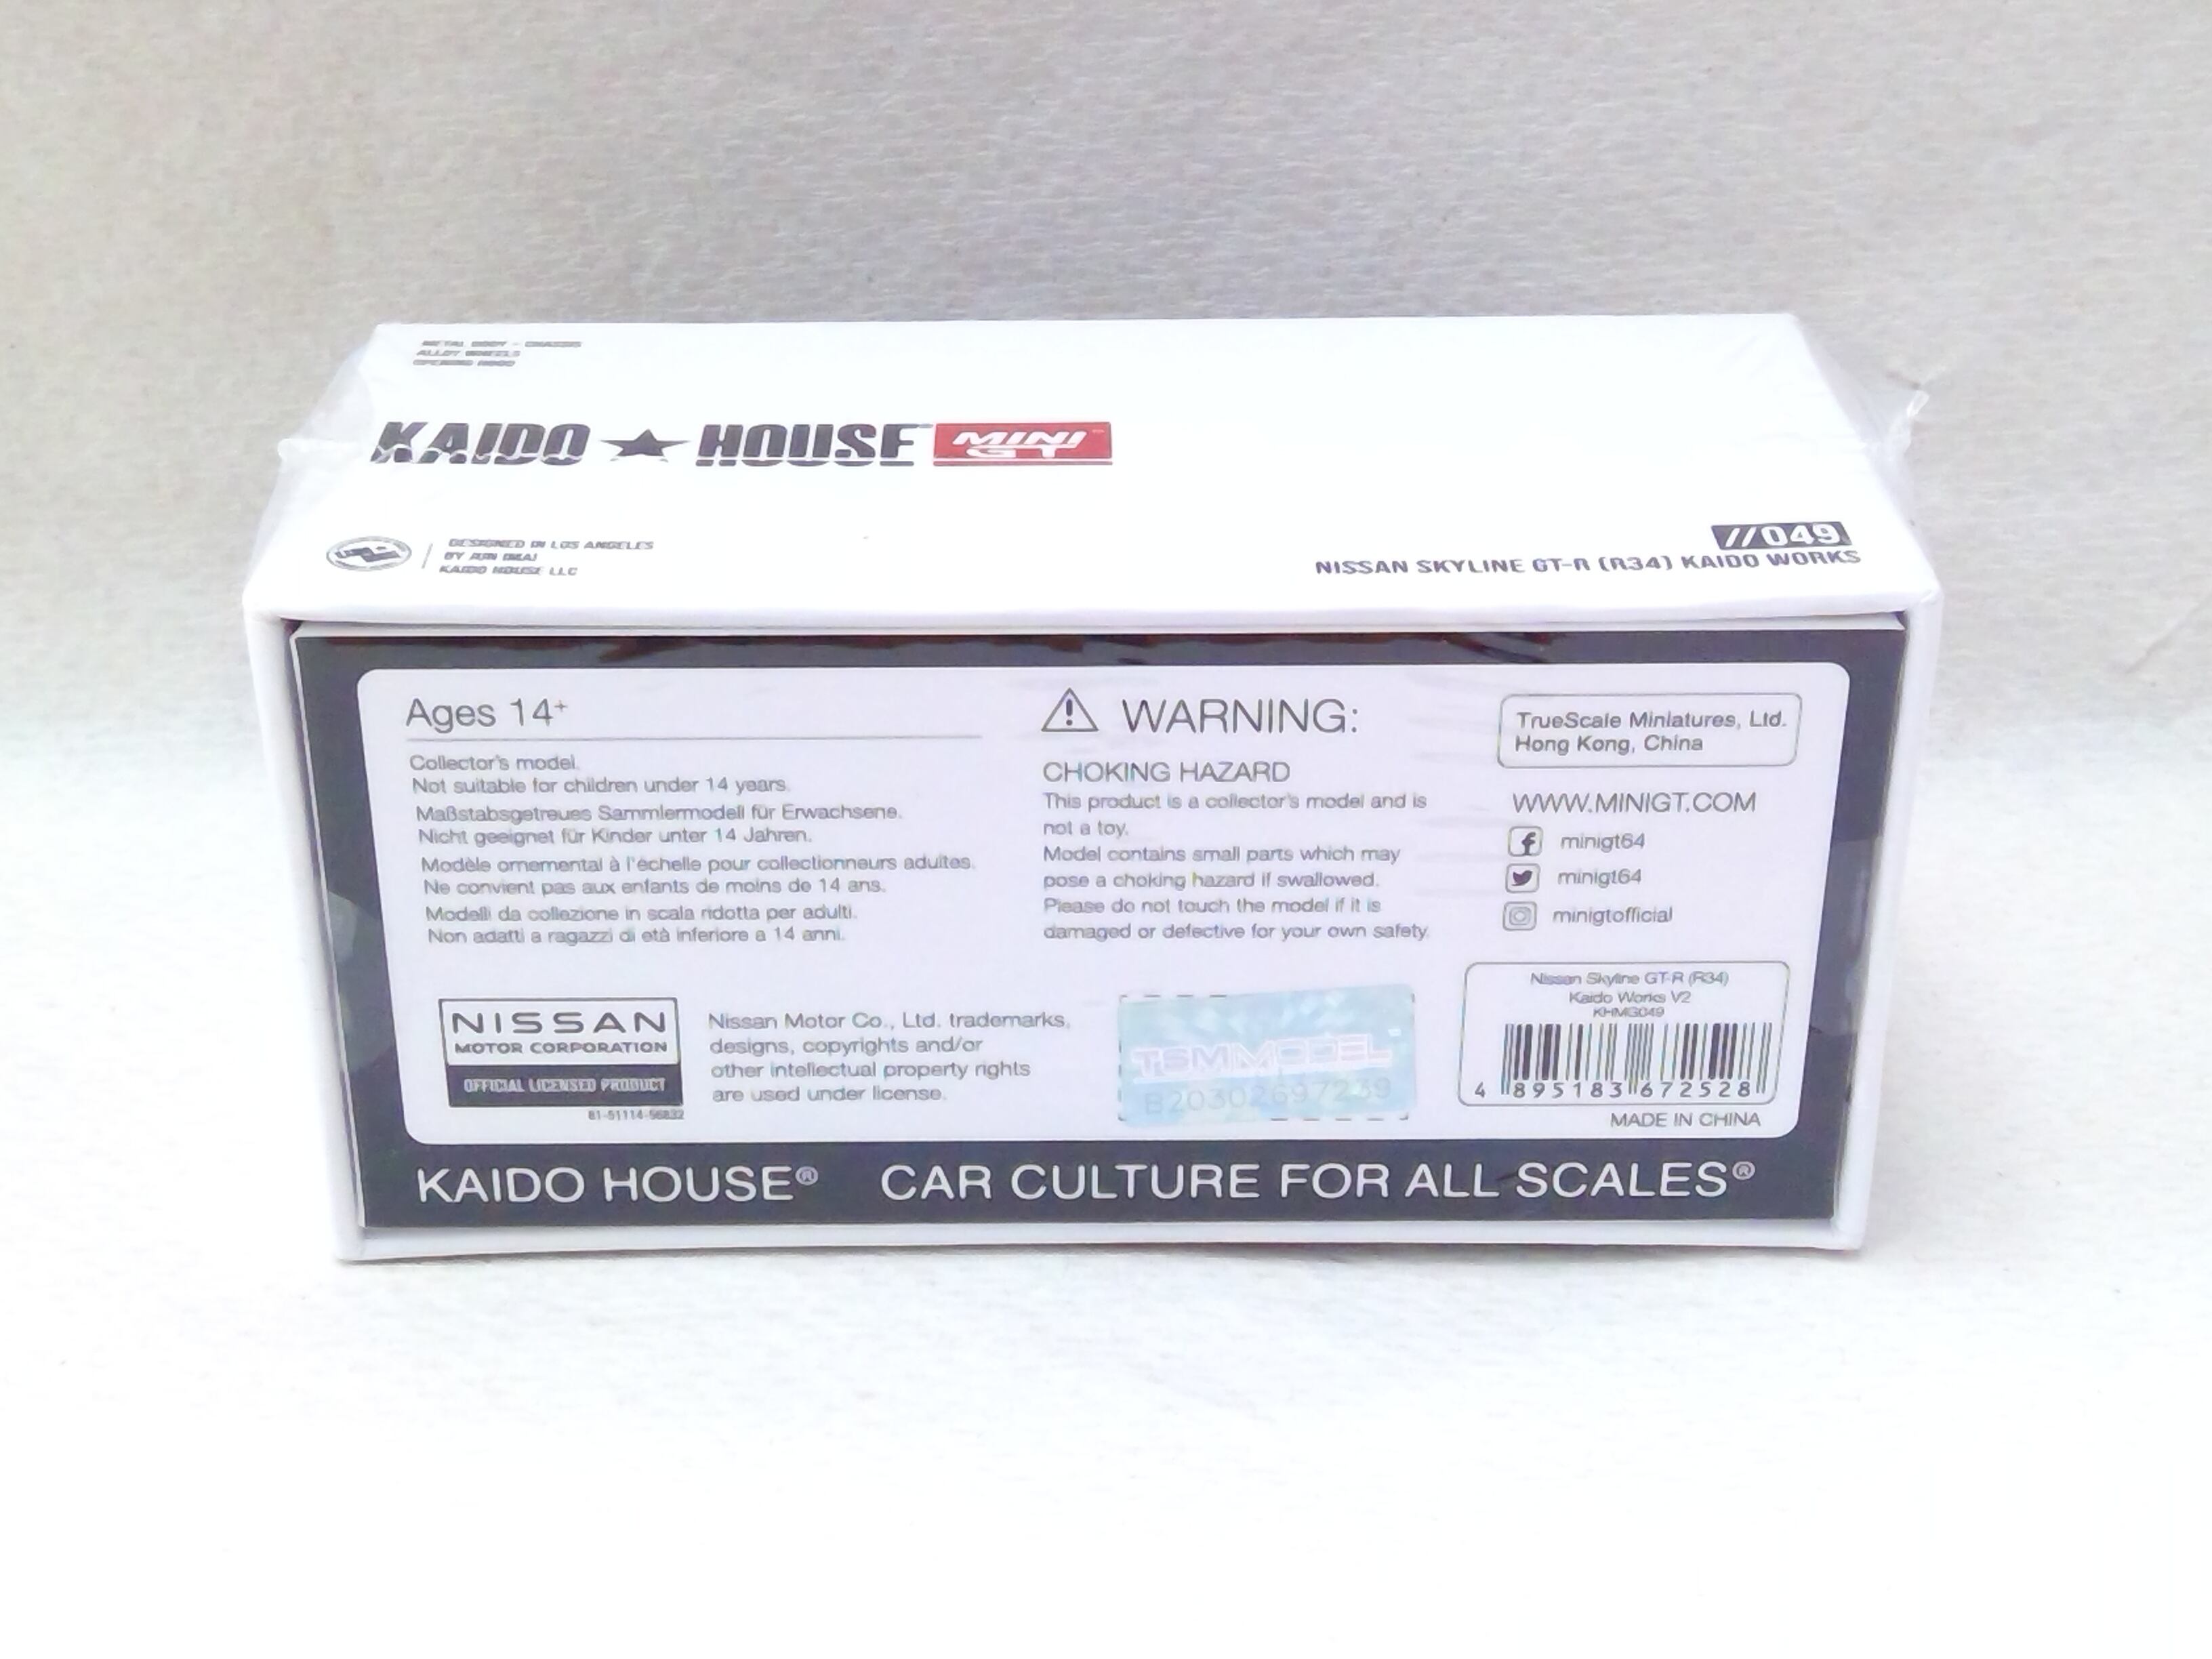 METAL BODY - CHASSIS
ALLOY WHEELS
OPENING HOOD
KAIDO ★ HOUSE MINI GT
DESIGNED IN LOS ANGELES
BY JUN IMAI
KAIDO HOUSE LLC
//049
NISSAN SKYLINE GT-R (R34) KAIDO WORKS
Ages 14+
Collector's model.
Not suitable for children under 14 years.
Maßstabsgetreues Sammlermodell für Erwachsene.
Nicht geeignet für Kinder unter 14 Jahren.
Modèle ornemental à l'échelle pour collectionneurs adultes.
Ne convient pas aux enfants de moins de 14 ans.
Modelli da collezione in scala ridotta per adulti.
Non adatti a ragazzi di età inferiore a 14 anni.
WARNING:
CHOKING HAZARD
This product is a collector's model and is
not a toy.
Model contains small parts which may
pose a choking hazard if swallowed.
Please do not touch the model if it is
damaged or defective for your own safety.
TrueScale Miniatures, Ltd.
Hong Kong, China
WWW.MINIGT.COM
minigt64
minigt64
minigtofficial
NISSAN
MOTOR CORPORATION
OFFICIAL LICENSED PRODUCT
81-51114-56832
Nissan Motor Co., Ltd. trademarks,
designs, copyrights and/or
other intellectual property rights
are used under license.
TSM MODEL
B20302697239
Nissan Skyline GT-R (R34)
Kaido Works V2
KHMG049
4 895183 672528
MADE IN CHINA
KAIDO HOUSE® CAR CULTURE FOR ALL SCALES®